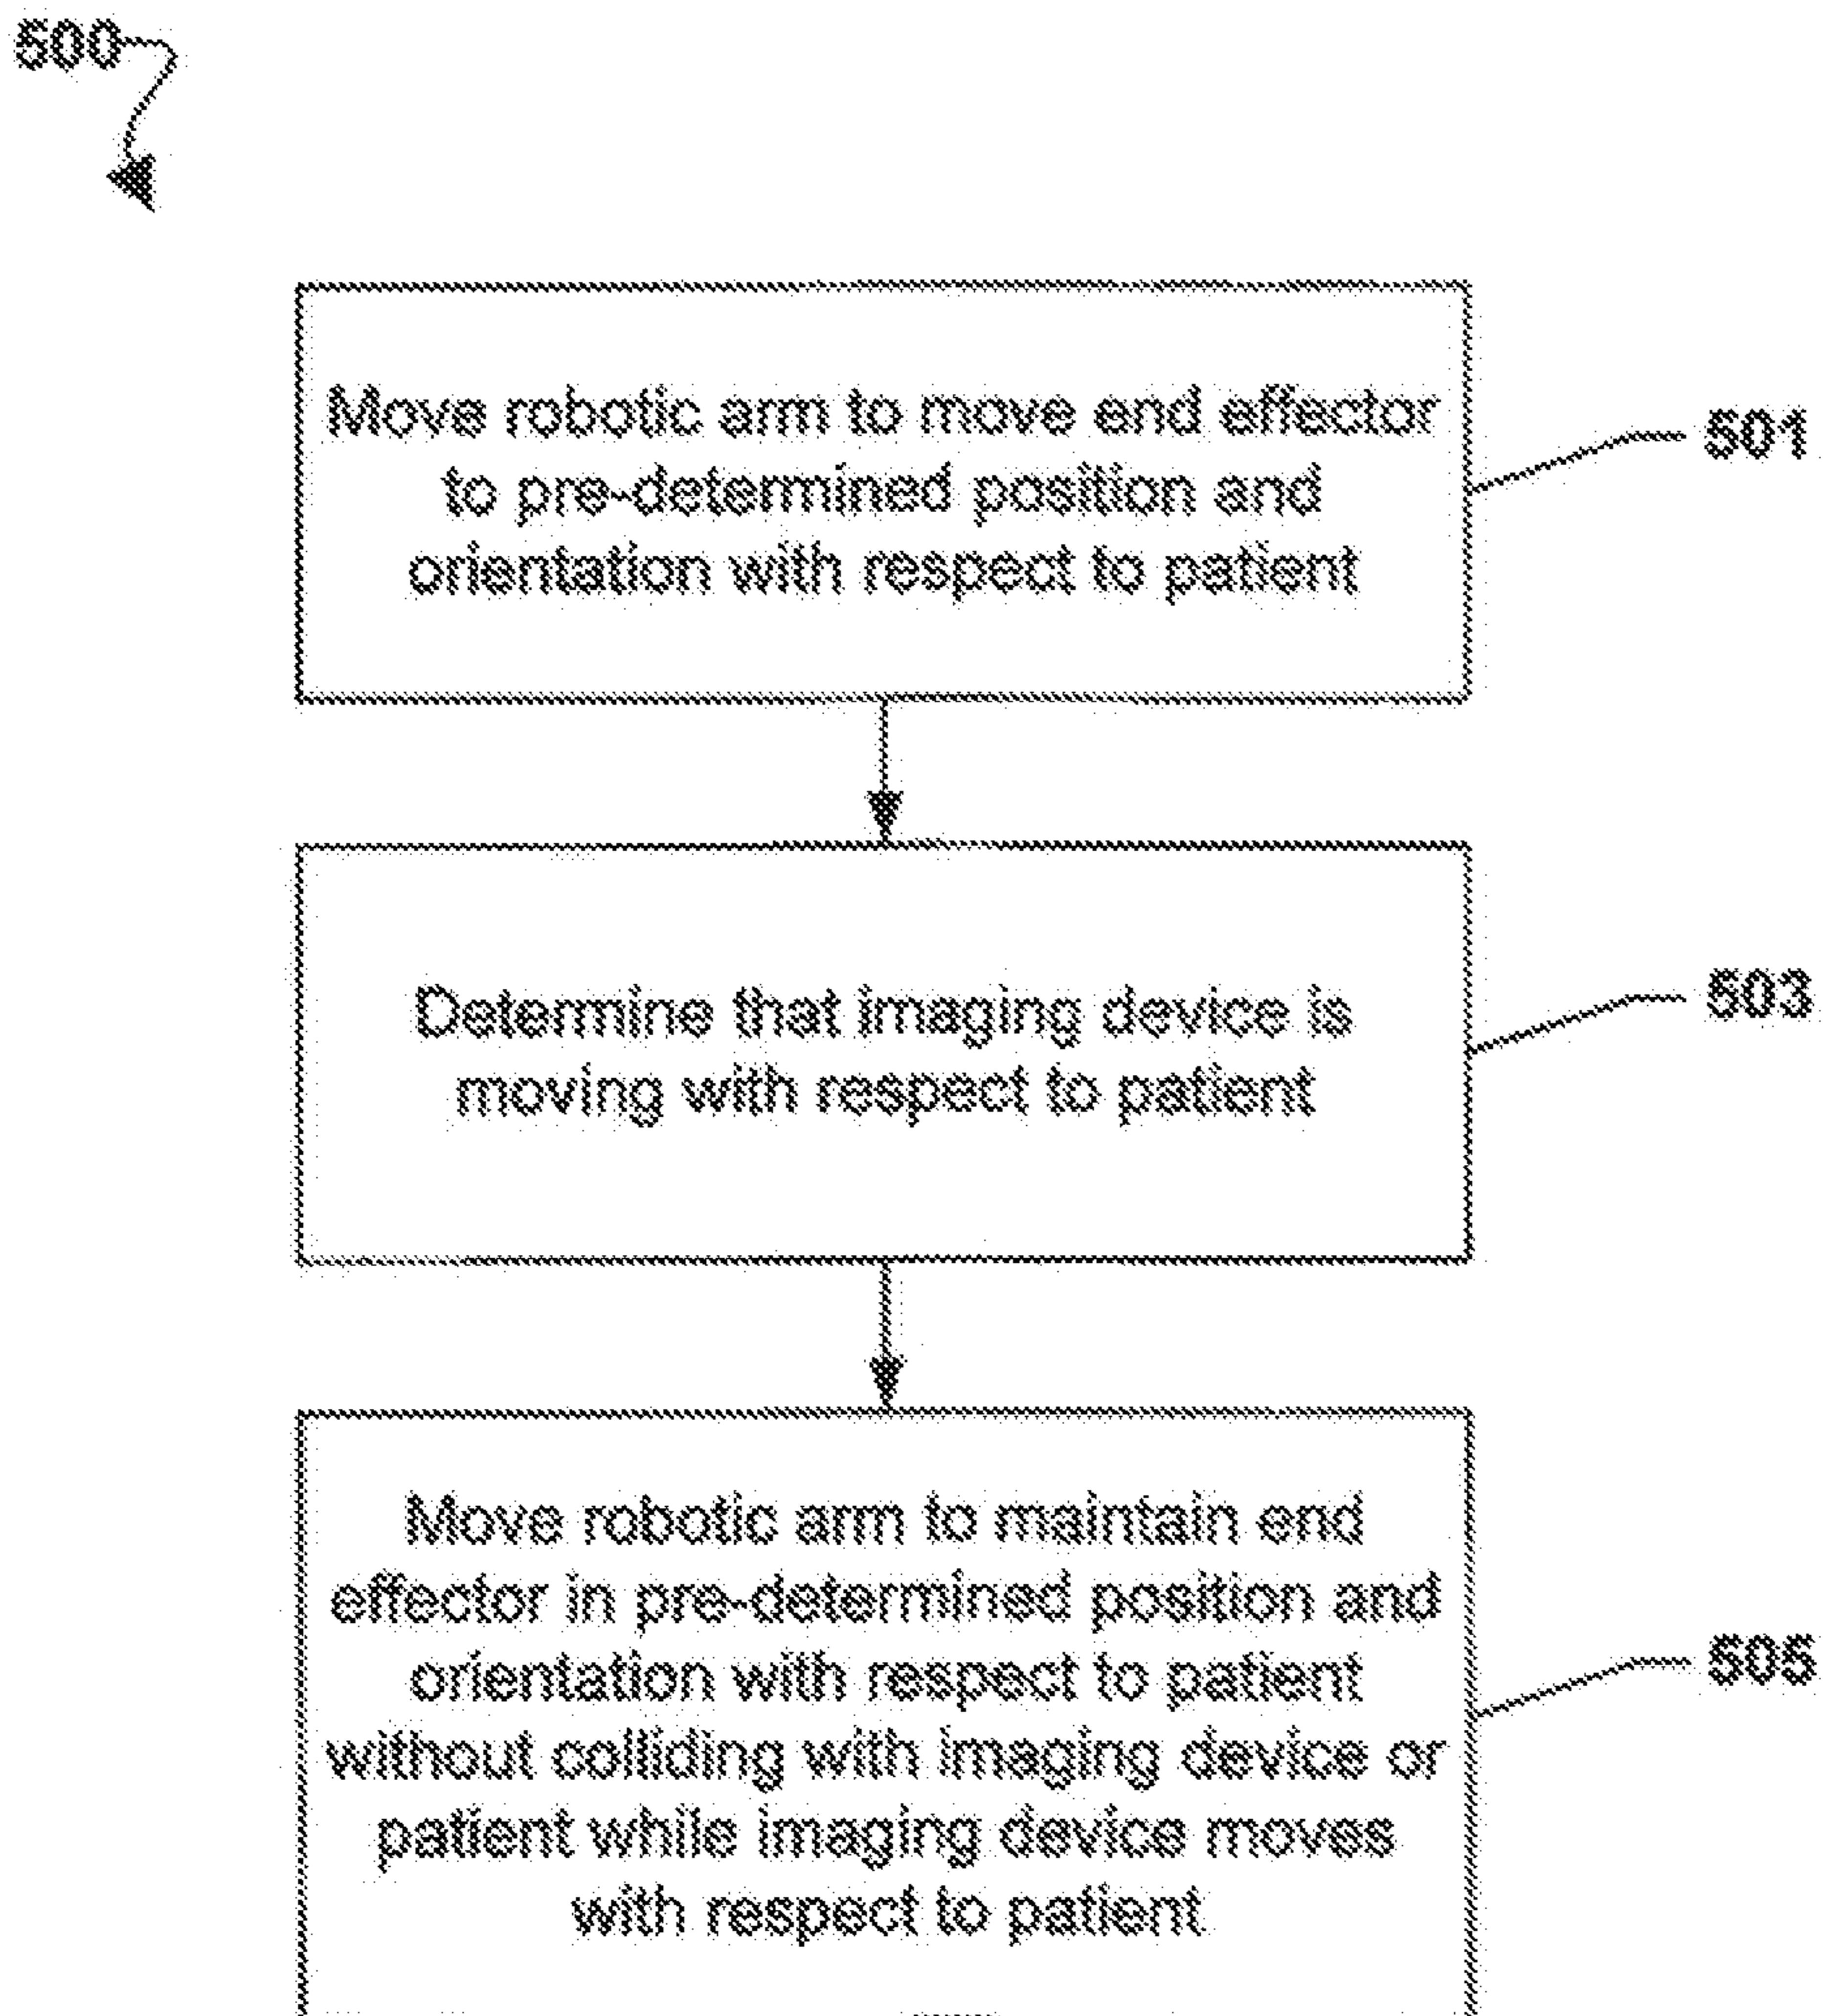 500
Move robotic arm to move end effector
to pre-determined position and
orientation with respect to patient
501
Determine that imaging device is
moving with respect to patient
503
Move robotic arm to maintain end
effector in pre-determined position and
orientation with respect to patient
without colliding with imaging device or
patient while imaging device moves
with respect to patient
505